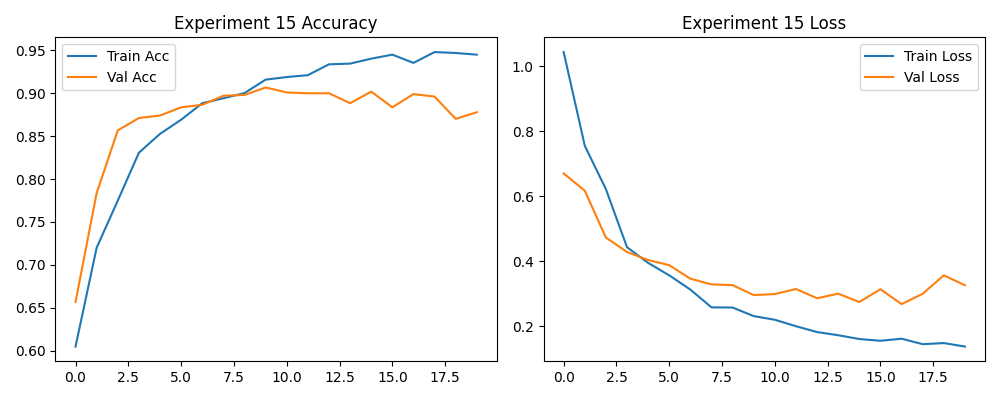 Experiment 15 Accuracy
Train Acc
Val Acc
0.95
0.90
0.85
0.80
0.75
0.70
0.65
0.60
0.0 2.5 5.0 7.5 10.0 12.5 15.0 17.5
Experiment 15 Loss
Train Loss
Val Loss
1.0
0.8
0.6
0.4
0.2
0.0 2.5 5.0 7.5 10.0 12.5 15.0 17.5